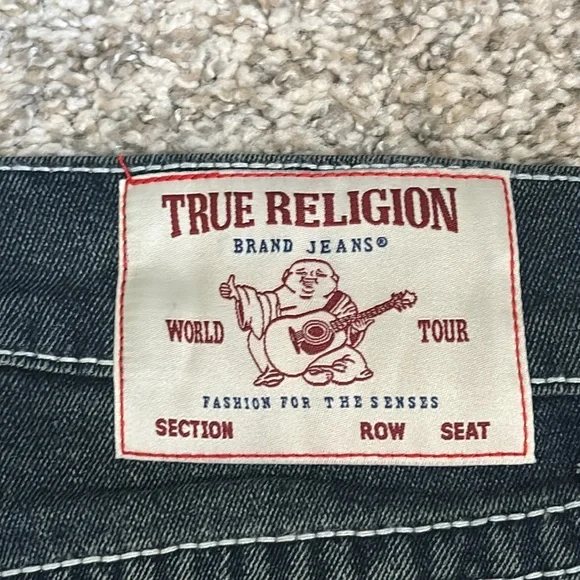 TRUE RELIGION
BRAND JEANS®
WORLD TOUR
FASHION FOR THE SENSES
SECTION ROW SEAT